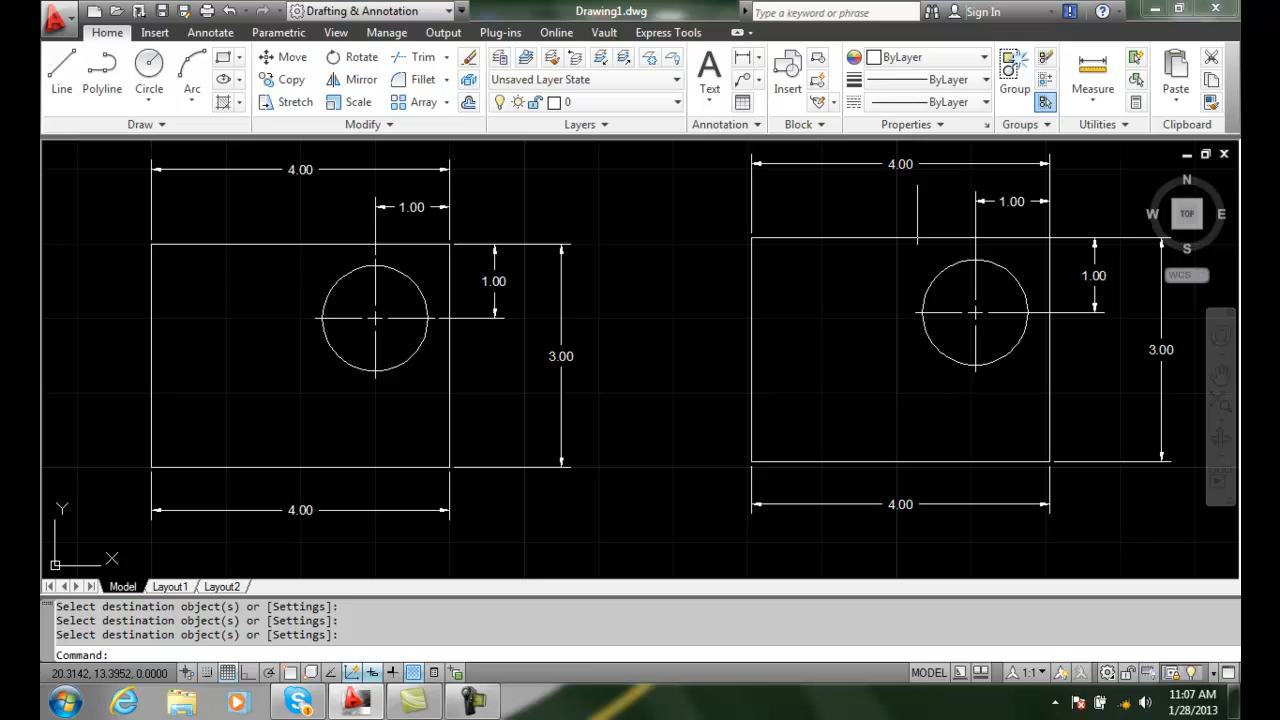 Drafting & Annotation
Drawing1.dwg
Type a keyword or phrase
Sign In
Home Insert Annotate Parametric View Manage Output Plug-ins Online Vault Express Tools
Line Polyline Circle Arc
Move Rotate Trim
Copy Mirror Fillet
Stretch Scale Array
Unsaved Layer State
0
Text
Insert
ByLayer
ByLayer
ByLayer
Group
Measure
Paste
Draw Modify Layers Annotation Block Properties Groups Utilities Clipboard
4.00
1.00
1.00
3.00
4.00
4.00
1.00
1.00
3.00
4.00
N
W TOP E
S
WCS
Y
X
Model Layout1 Layout2
Select destination object(s) or [Settings]:
Select destination object(s) or [Settings]:
Select destination object(s) or [Settings]:
Command:
20.3142, 13.3952, 0.0000
MODEL
1:1
11:07 AM
1/28/2013